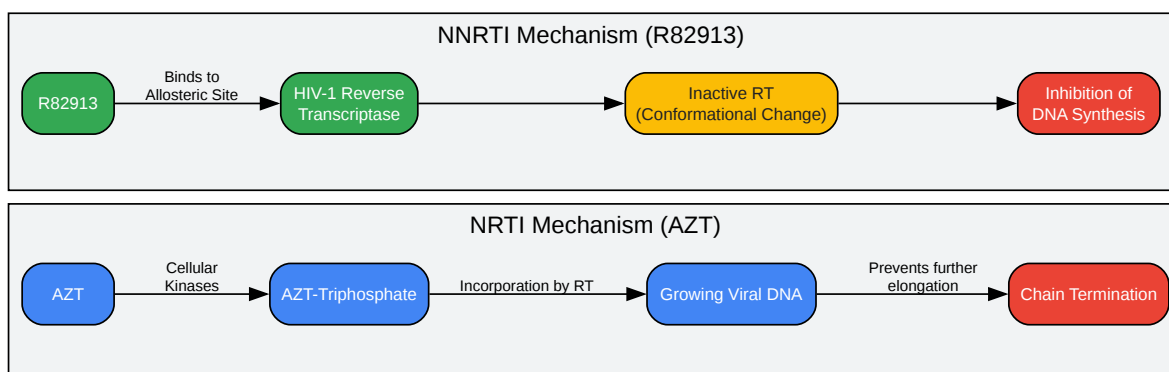 NNRTI Mechanism (R82913)
R82913
Binds to
Allosteric Site
HIV-1 Reverse
Transcriptase
Inactive RT
(Conformational Change)
Inhibition of
DNA Synthesis
NRTI Mechanism (AZT)
AZT
Cellular
Kinases
AZT-Triphosphate
Incorporation by RT
Growing Viral DNA
Prevents further
elongation
Chain Termination